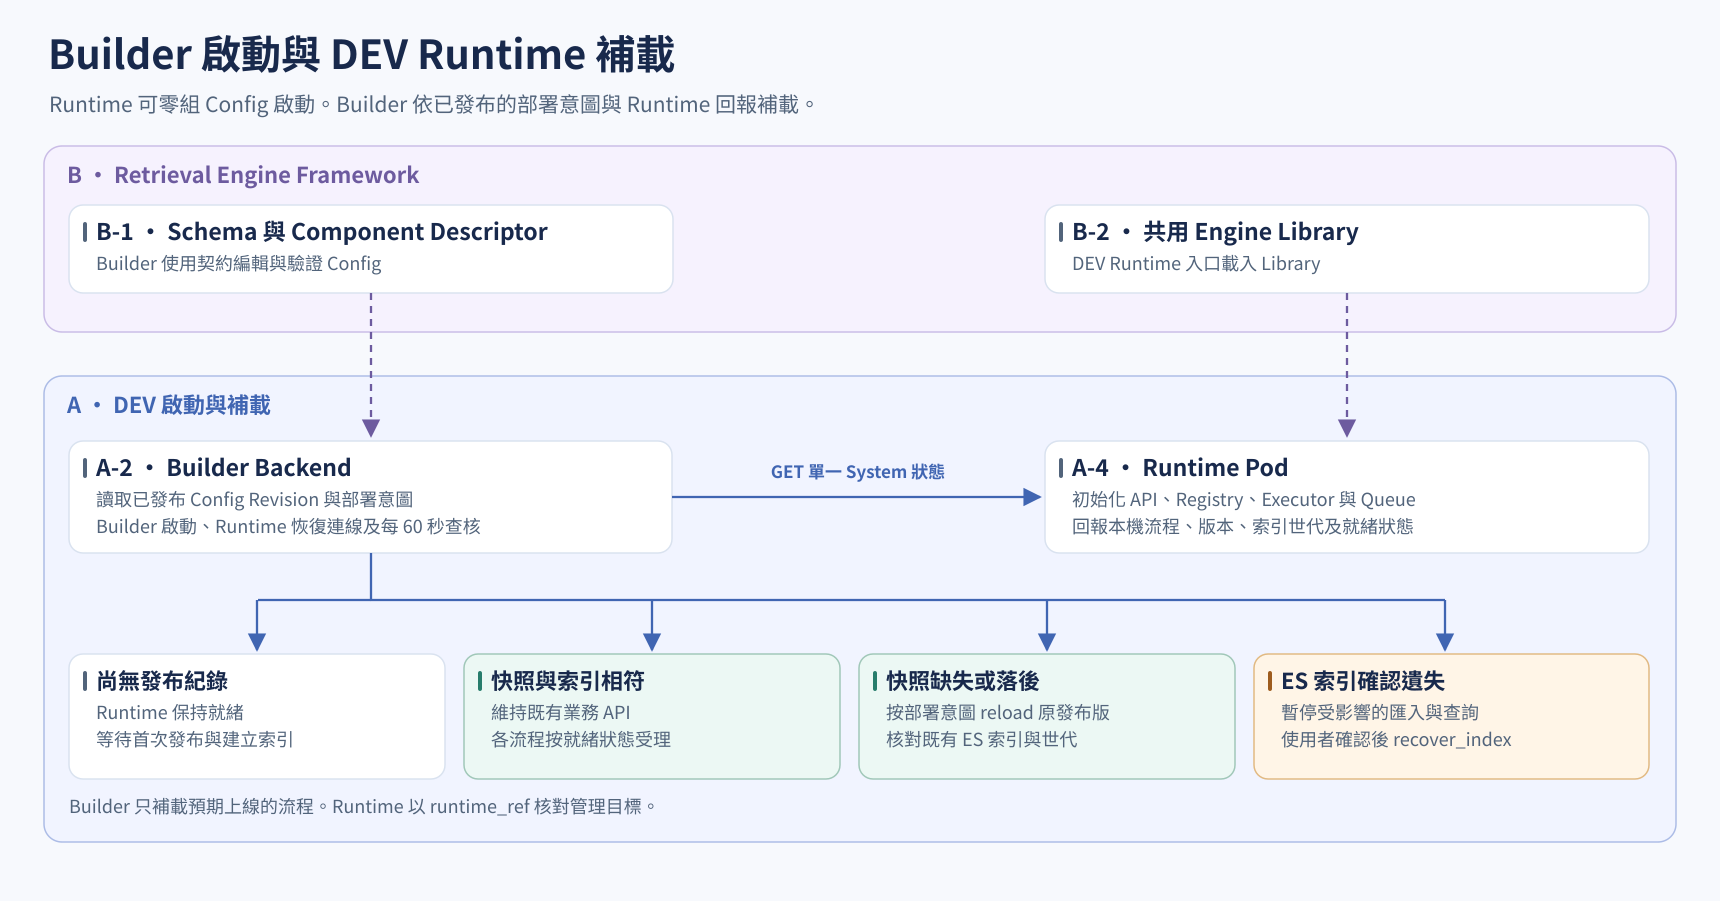 Builder 啟動與 DEV Runtime 補載
Runtime 可零組 Config 啟動。Builder 依已發布的部署意圖與 Runtime 回報補載。
B · Retrieval Engine Framework
B-1 · Schema 與 Component Descriptor
Builder 使用契約編輯與驗證 Config
B-2 · 共用 Engine Library
DEV Runtime 入口載入 Library
A · DEV 啟動與補載
A-2 · Builder Backend
讀取已發布 Config Revision 與部署意圖
Builder 啟動、Runtime 恢復連線及每 60 秒查核
GET 單一 System 狀態
A-4 · Runtime Pod
初始化 API、Registry、Executor 與 Queue
回報本機流程、版本、索引世代及就緒狀態
尚無發布紀錄
Runtime 保持就緒
等待首次發布與建立索引
快照與索引相符
維持既有業務 API
各流程按就緒狀態受理
快照缺失或落後
按部署意圖 reload 原發布版
核對既有 ES 索引與世代
ES 索引確認遺失
暫停受影響的匯入與查詢
使用者確認後 recover_index
Builder 只補載預期上線的流程。Runtime 以 runtime_ref 核對管理目標。